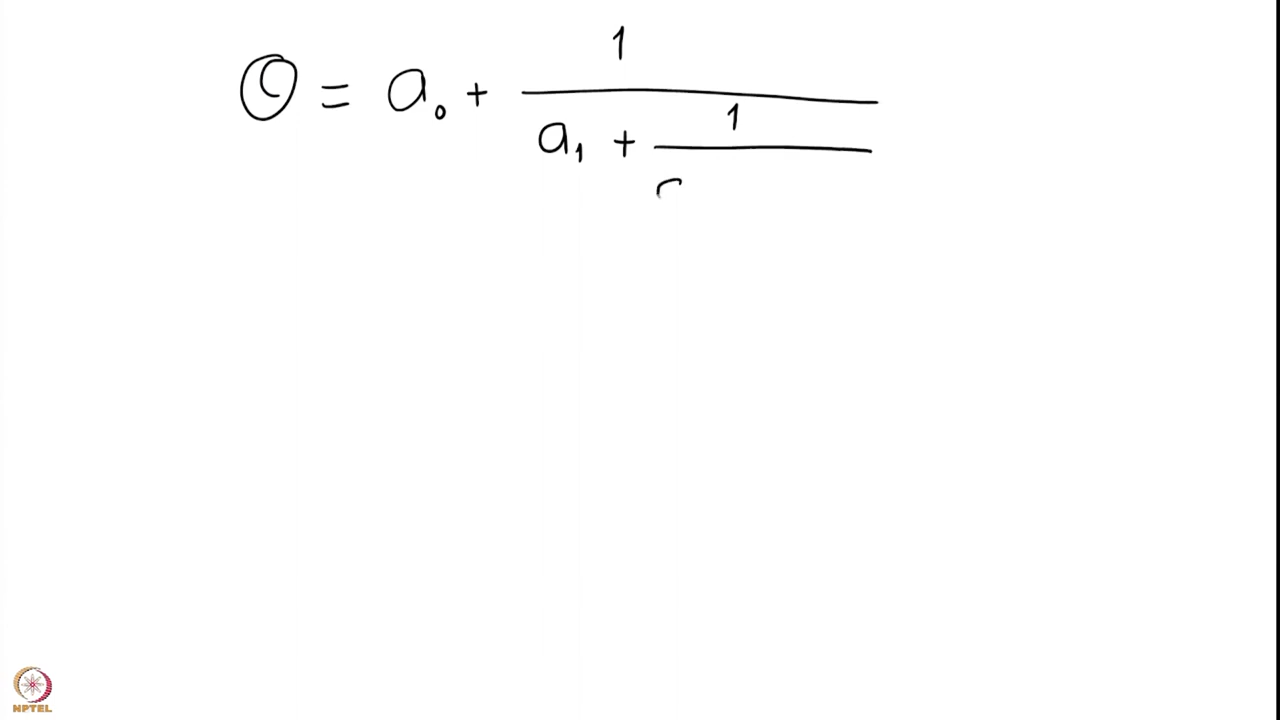 Θ = a₀ + 1
a₁ + 1
NPTEL